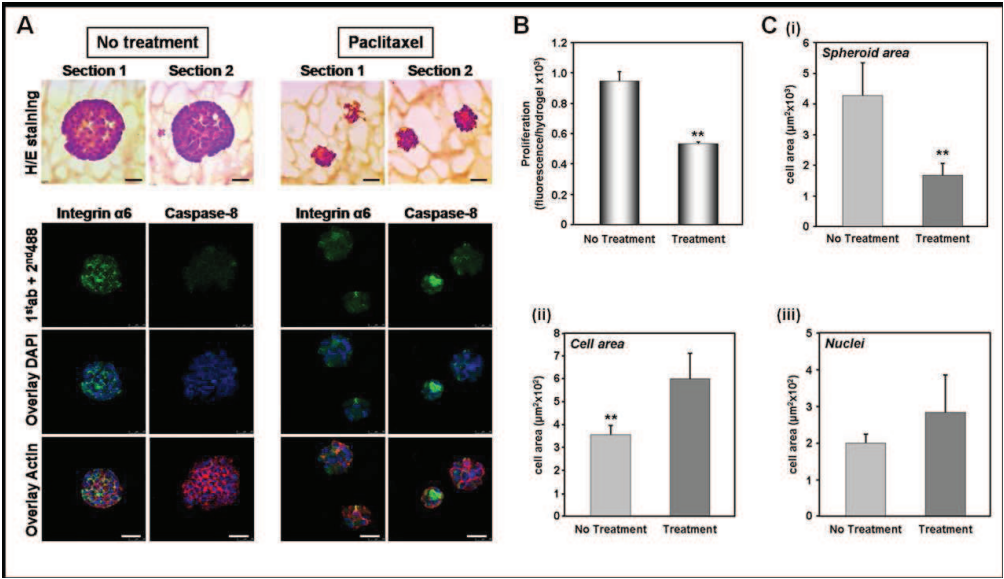 A
No treatment
Paclitaxel
Section 1
Section 2
Section 1
Section 2
H/E staining
Integrin α6
Caspase-8
Integrin α6
Caspase-8
1stab + 2nd488
Overlay DAPI
Overlay Actin
B
Proliferation
(fluorescence/hydrogel x10³)
1.2
1.0
0.8
0.6
0.4
0.2
0
**
No Treatment
Treatment
C (i)
Spheroid area
cell area (µm²x10³)
6
5
4
3
2
1
0
**
No Treatment
Treatment
(ii)
Cell area
cell area (µm²x10²)
8
7
6
5
4
3
2
1
0
**
No Treatment
Treatment
(iii)
Nuclei
cell area (µm²x10²)
5
4
3
2
1
0
No Treatment
Treatment